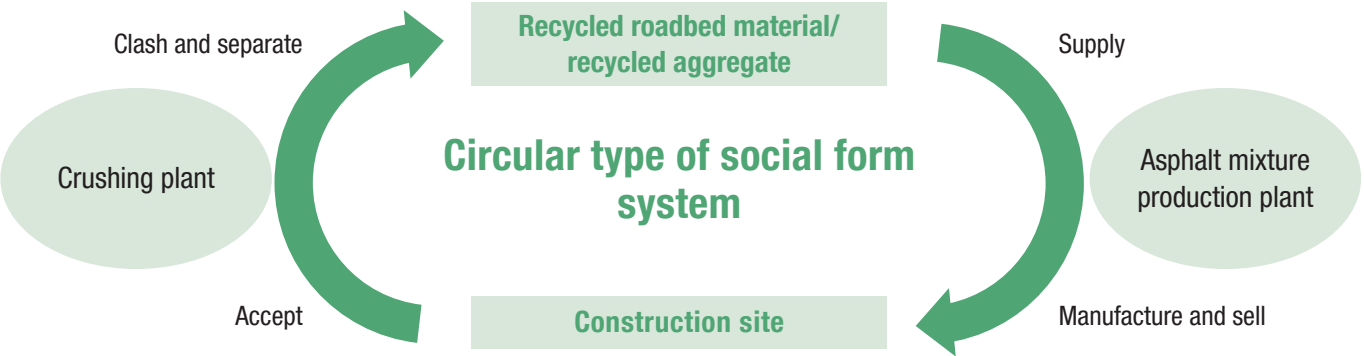 Clash and separate
Recycled roadbed material/
recycled aggregate
Supply
Crushing plant
Circular type of social form
system
Asphalt mixture
production plant
Accept
Construction site
Manufacture and sell